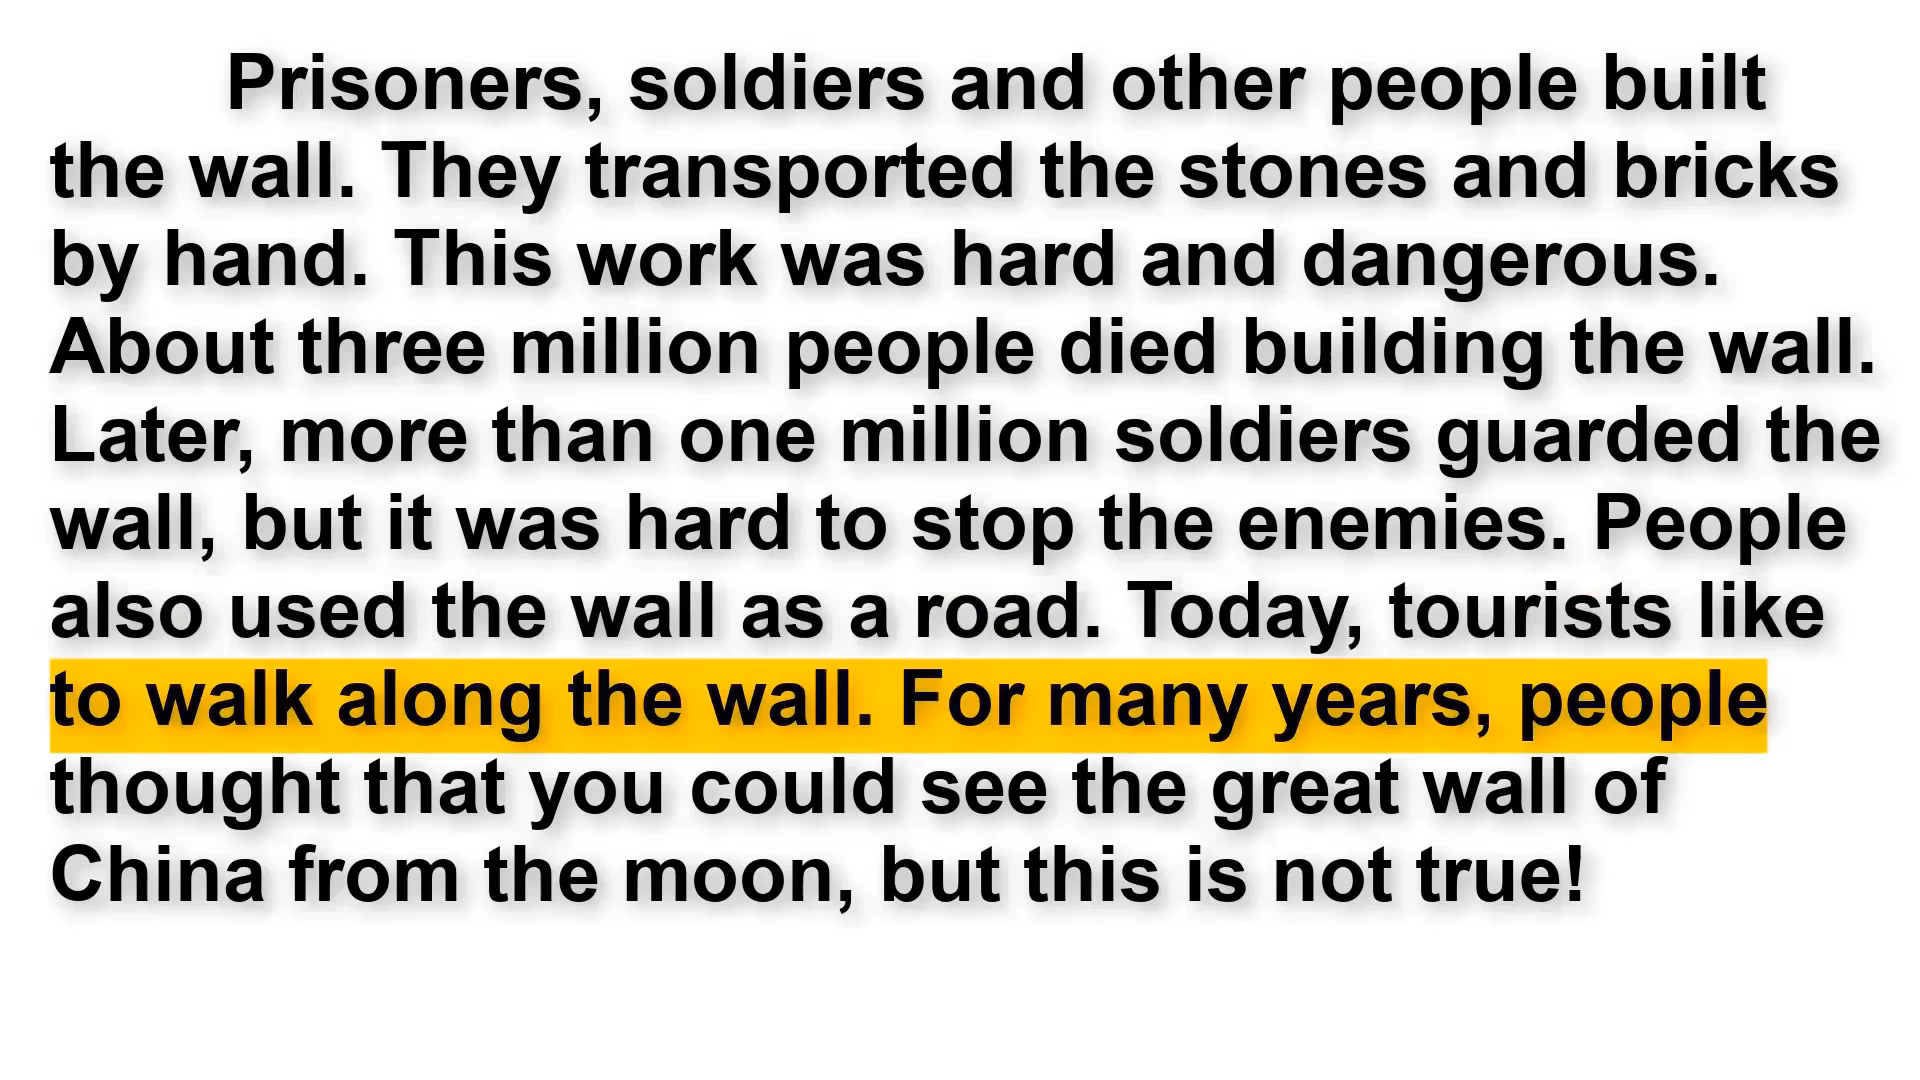 Prisoners, soldiers and other people built
the wall. They transported the stones and bricks
by hand. This work was hard and dangerous.
About three million people died building the wall.
Later, more than one million soldiers guarded the
wall, but it was hard to stop the enemies. People
also used the wall as a road. Today, tourists like
to walk along the wall. For many years, people
thought that you could see the great wall of
China from the moon, but this is not true!